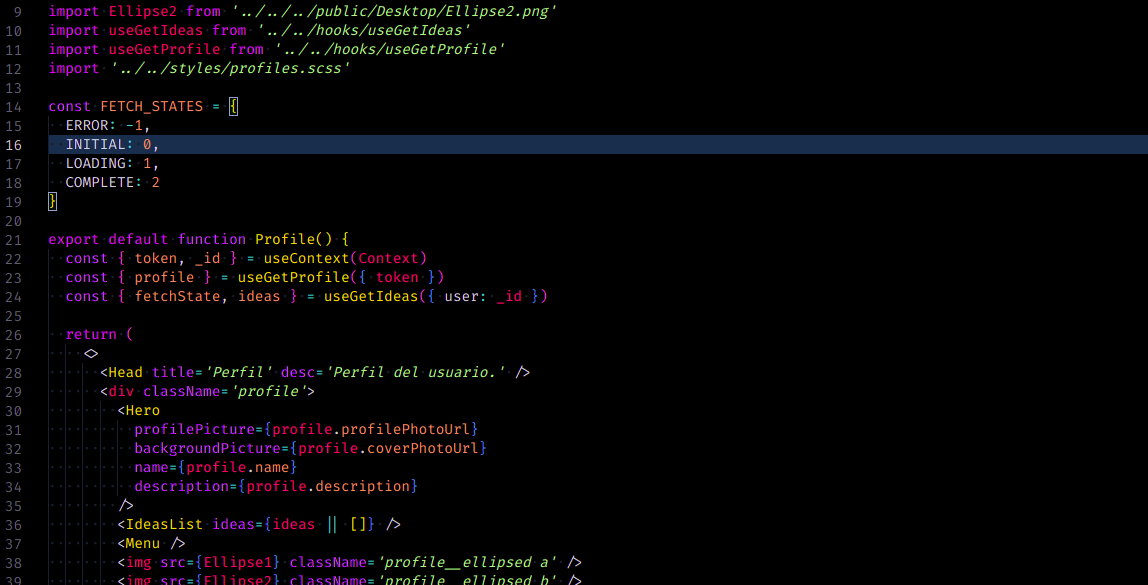 9 import Ellipse2 from '../../../public/Desktop/Ellipse2.png'
10 import useGetIdeas from '../../hooks/useGetIdeas'
11 import useGetProfile from '../../hooks/useGetProfile'
12 import '../../styles/profiles.scss'
13
14 const FETCH_STATES = {
15   ERROR: -1,
16   INITIAL: 0,
17   LOADING: 1,
18   COMPLETE: 2
19 }
20
21 export default function Profile() {
22   const { token, _id } = useContext(Context)
23   const { profile } = useGetProfile({ token })
24   const { fetchState, ideas } = useGetIdeas({ user: _id })
25
26   return (
27     <>
28       <Head title='Perfil' desc='Perfil del usuario.' />
29       <div className='profile'>
30         <Hero
31           profilePicture={profile.profilePhotoUrl}
32           backgroundPicture={profile.coverPhotoUrl}
33           name={profile.name}
34           description={profile.description}
35         />
36         <IdeasList ideas={ideas || []} />
37         <Menu />
38         <img src={Ellipse1} className='profile__ellipsed a' />
39         <img src={Ellipse2} className='profile__ellipsed b' />